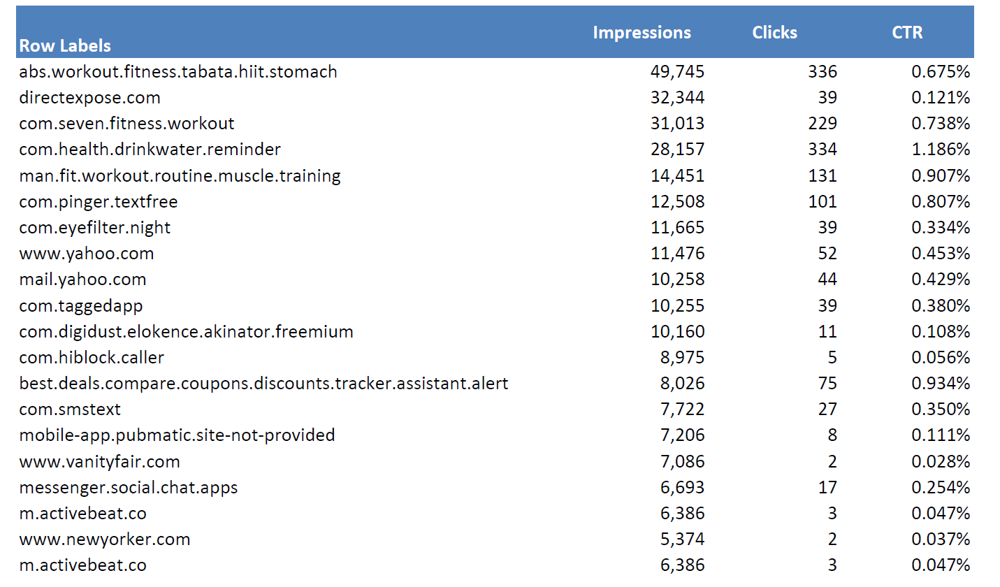 Row Labels Impressions Clicks CTR
abs.workout.fitness.tabata.hiit.stomach 49,745 336 0.675%
directexpose.com 32,344 39 0.121%
com.seven.fitness.workout 31,013 229 0.738%
com.health.drinkwater.reminder 28,157 334 1.186%
man.fit.workout.routine.muscle.training 14,451 131 0.907%
com.pinger.textfree 12,508 101 0.807%
com.eyefilter.night 11,665 39 0.334%
www.yahoo.com 11,476 52 0.453%
mail.yahoo.com 10,258 44 0.429%
com.taggedapp 10,255 39 0.380%
com.digidust.elokence.akinator.freemium 10,160 11 0.108%
com.hiblock.caller 8,975 5 0.056%
best.deals.compare.coupons.discounts.tracker.assistant.alert 8,026 75 0.934%
com.smstext 7,722 27 0.350%
mobile-app.pubmatic.site-not-provided 7,206 8 0.111%
www.vanityfair.com 7,086 2 0.028%
messenger.social.chat.apps 6,693 17 0.254%
m.activebeat.co 6,386 3 0.047%
www.newyorker.com 5,374 2 0.037%
m.activebeat.co 6,386 3 0.047%